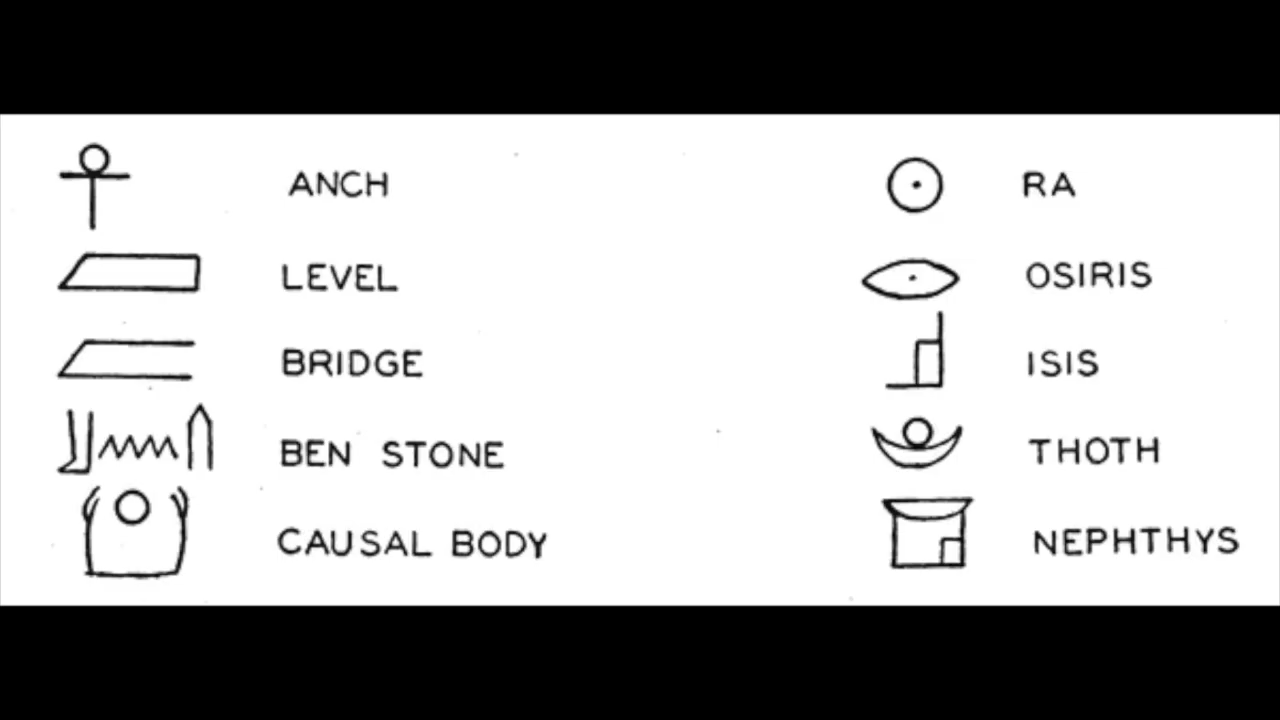 ANCH
LEVEL
BRIDGE
BEN STONE
CAUSAL BODY
RA
OSIRIS
ISIS
THOTH
NEPHTHYS